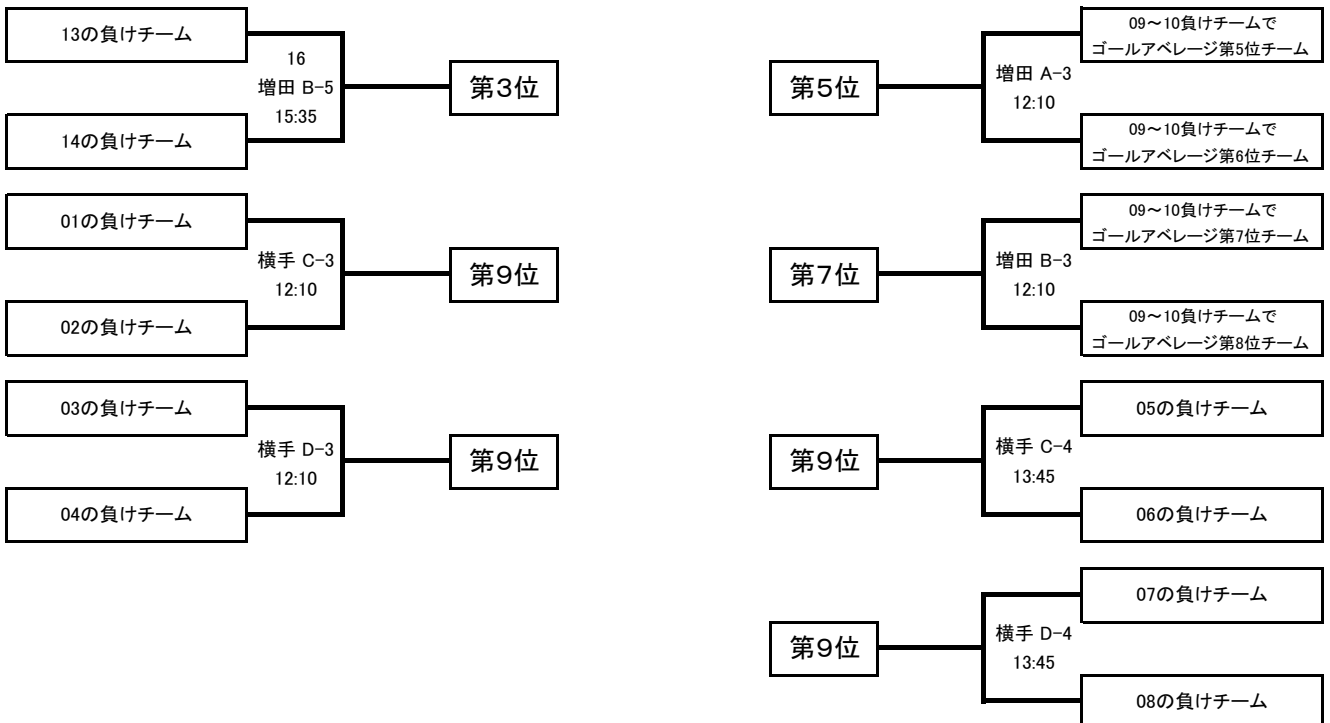 13の負けチーム
16
増田 B-5
15:35
第3位
14の負けチーム
01の負けチーム
横手 C-3
12:10
第9位
02の負けチーム
03の負けチーム
横手 D-3
12:10
第9位
04の負けチーム
09～10負けチームで
ゴールアベレージ第5位チーム
第5位
増田 A-3
12:10
09～10負けチームで
ゴールアベレージ第6位チーム
09～10負けチームで
ゴールアベレージ第7位チーム
第7位
増田 B-3
12:10
09～10負けチームで
ゴールアベレージ第8位チーム
05の負けチーム
第9位
横手 C-4
13:45
06の負けチーム
07の負けチーム
第9位
横手 D-4
13:45
08の負けチーム